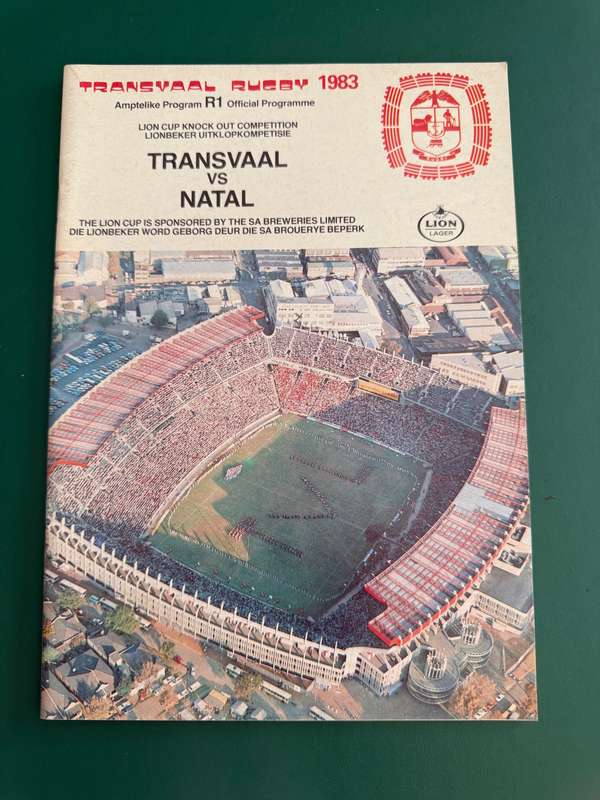 TRANSVAAL RUGBY 1983
Amptelike Program R1 Official Programme
LION CUP KNOCK OUT COMPETITION
LIONBEKER UITKLOPKOMPETISIE
TRANSVAAL
VS
NATAL
THE LION CUP IS SPONSORED BY THE SA BREWERIES LIMITED
DIE LIONBEKER WORD GEBORG DEUR DIE SA BROUERYE BEPERK
RUGBY
LION
LAGER